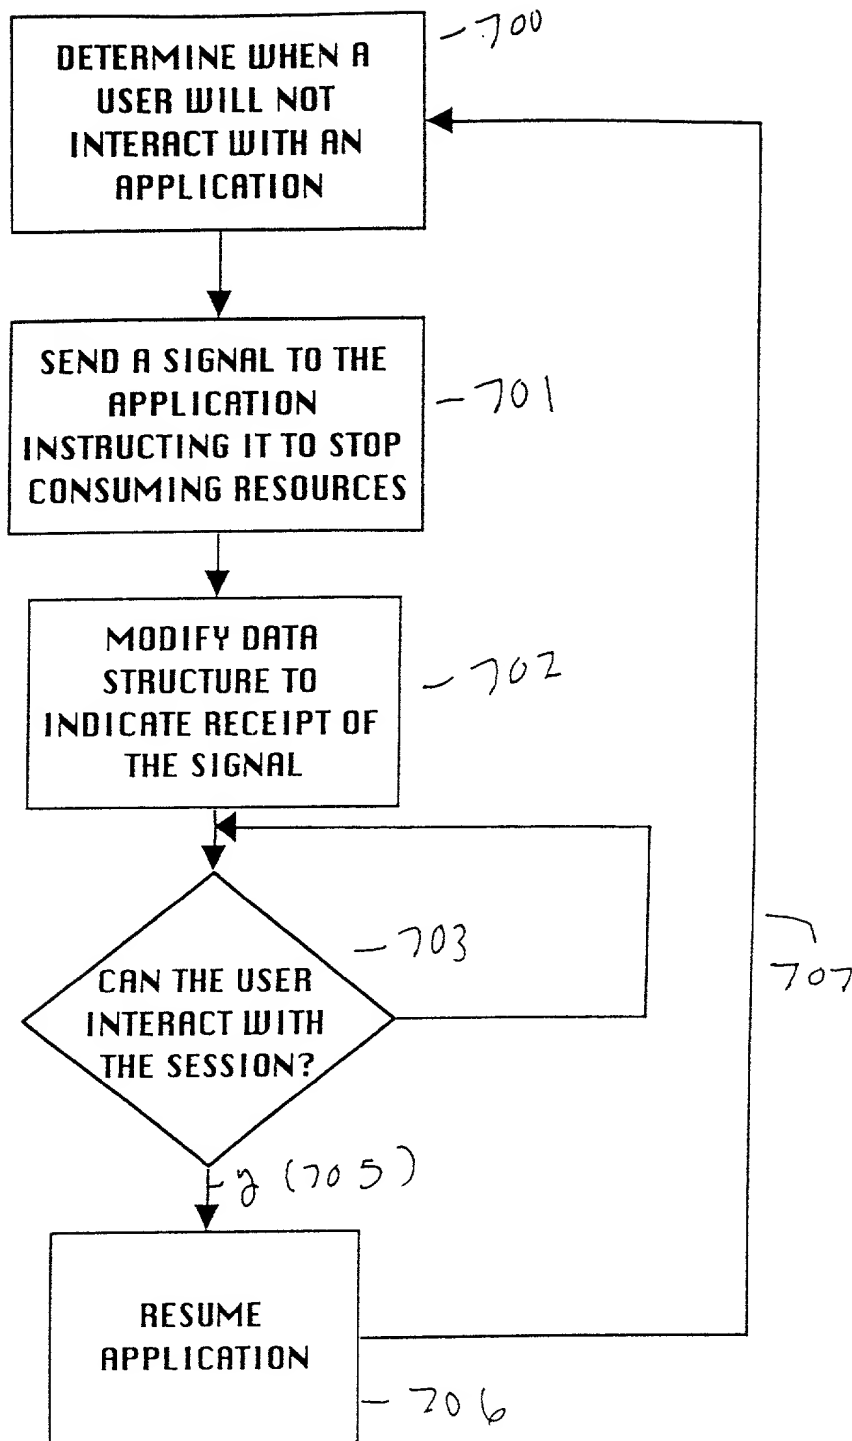 DETERMINE WHEN A
USER WILL NOT
INTERACT WITH AN
APPLICATION
700
SEND A SIGNAL TO THE
APPLICATION
INSTRUCTING IT TO STOP
CONSUMING RESOURCES
701
MODIFY DATA
STRUCTURE TO
INDICATE RECEIPT OF
THE SIGNAL
702
CAN THE USER
INTERACT WITH
THE SESSION?
703
707
y (705)
RESUME
APPLICATION
706